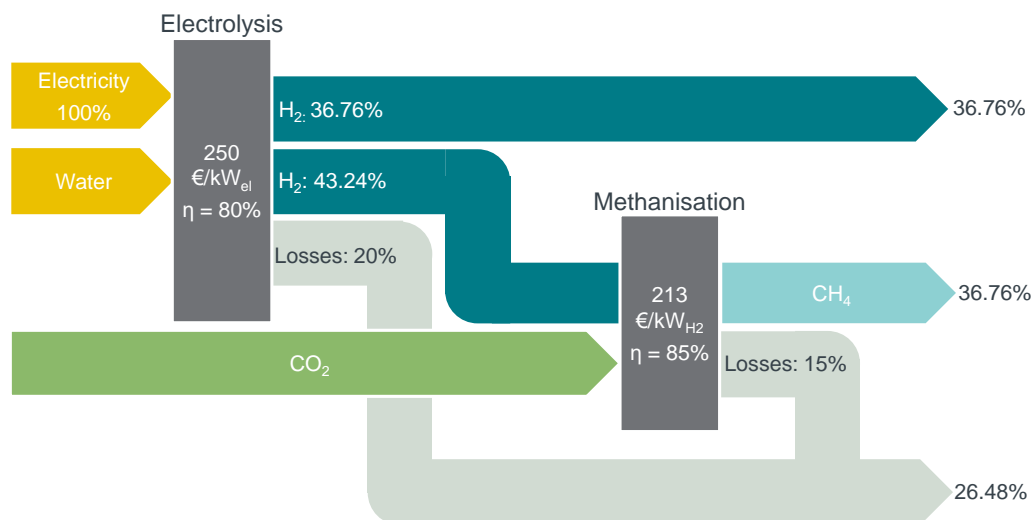 Electrolysis
Electricity
100%
H₂: 36.76%
36.76%
Water
250
€/kWₑₗ
η = 80%
H₂: 43.24%
Methanisation
Losses: 20%
213
€/kW_H2
η = 85%
CH₄
36.76%
CO₂
Losses: 15%
26.48%